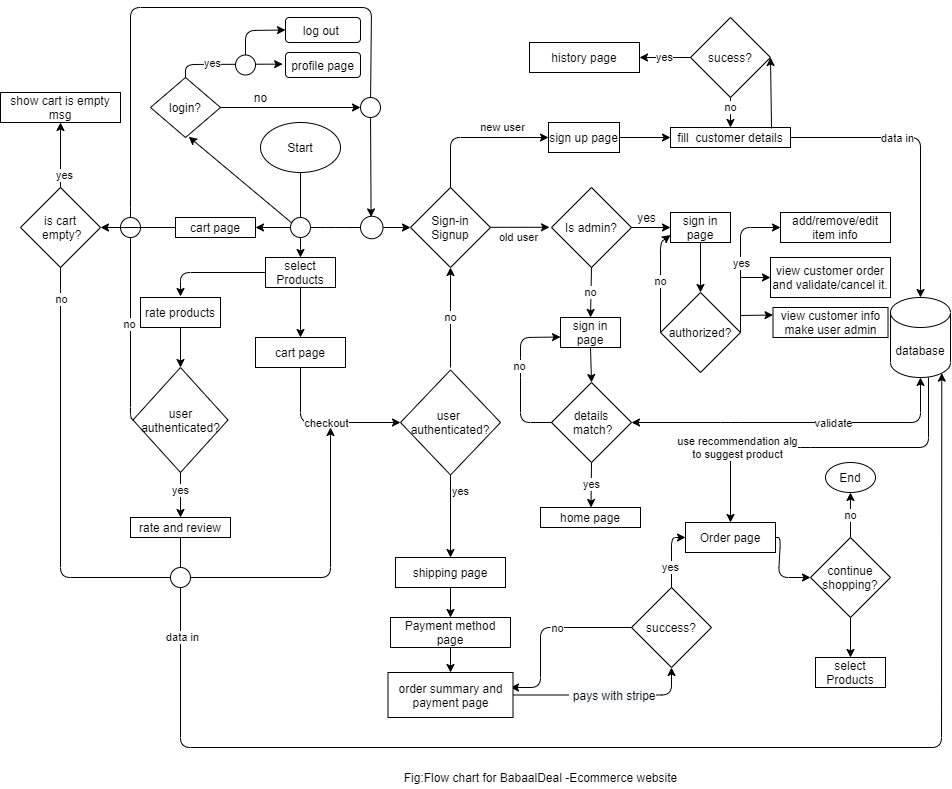 log out
yes
profile page
history page
yes
sucess?
show cart is empty
msg
login?
no
no
new user
sign up page
fill  customer details
data in
Start
yes
is cart
empty?
cart page
Sign-in
Signup
old user
Is admin?
yes
sign in
page
add/remove/edit
item info
yes
view customer order
and validate/cancel it.
no
select
Products
no
rate products
no
no
no
sign in
page
authorized?
view customer info
make user admin
database
cart page
no
user
authenticated?
checkout
user
authenticated?
details
match?
validate
use recommendation alg
to suggest product
yes
yes
yes
End
rate and review
home page
no
Order page
shipping page
yes
continue
shopping?
data in
Payment method
page
no
success?
select
Products
order summary and
payment page
pays with stripe
Fig:Flow chart for BabaalDeal -Ecommerce website